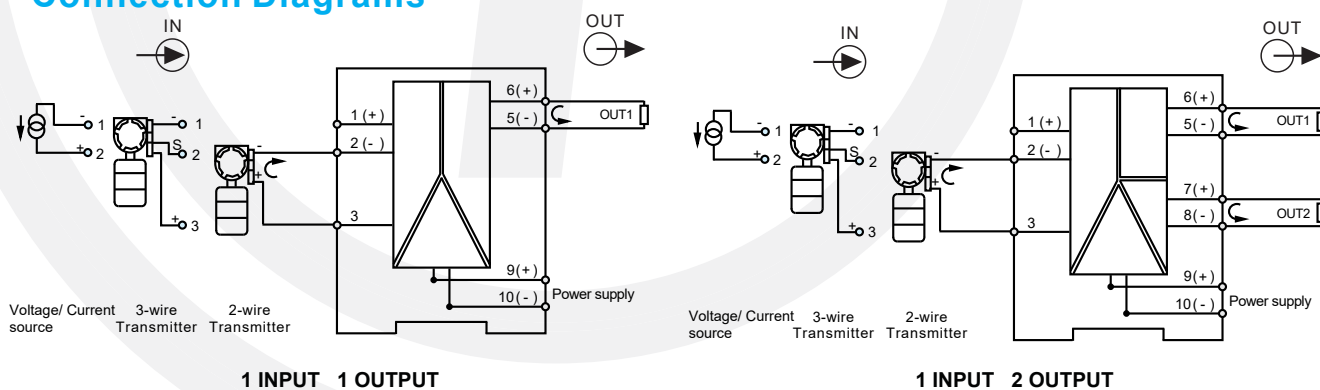 Connection Diagrams
IN
OUT
- 1
+ 2
- 1
S 2
+ 3
-
+
1 (+)
2 (-)
3
6(+)
5(-)
OUT1
9(+)
10(-)
Power supply
Voltage/ Current
source
3-wire
Transmitter
2-wire
Transmitter
1 INPUT 1 OUTPUT
IN
OUT
- 1
+ 2
- 1
S 2
+ 3
-
+
1 (+)
2 (-)
3
6(+)
5(-)
OUT1
7(+)
8(-)
OUT2
9(+)
10(-)
Power supply
Voltage/ Current
source
3-wire
Transmitter
2-wire
Transmitter
1 INPUT 2 OUTPUT